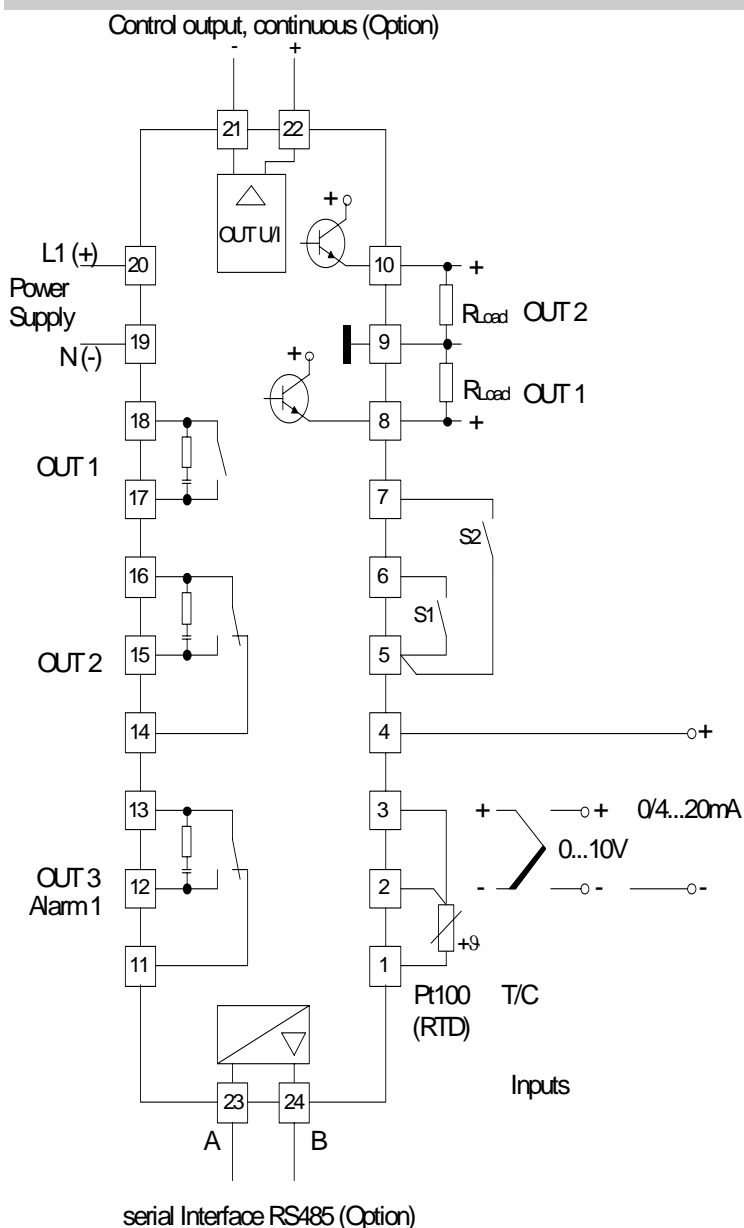 Control output, continuous (Option)
- +
21 22
OUT U/I
+
L1 (+) 20 10 +
Power
Supply
RLoad OUT 2
N (-) 19 9
+
RLoad OUT 1
18 8 +
OUT 1
17 7
S2
16 6
S1
OUT 2 15 5
14 4 +
13 3 + + 0/4...20mA
0...10V
OUT 3
Alarm 1
12 2 - - -
+ϑ
11 1
Pt100 T/C
(RTD)
Inputs
23 24
A B
serial Interface RS485 (Option)